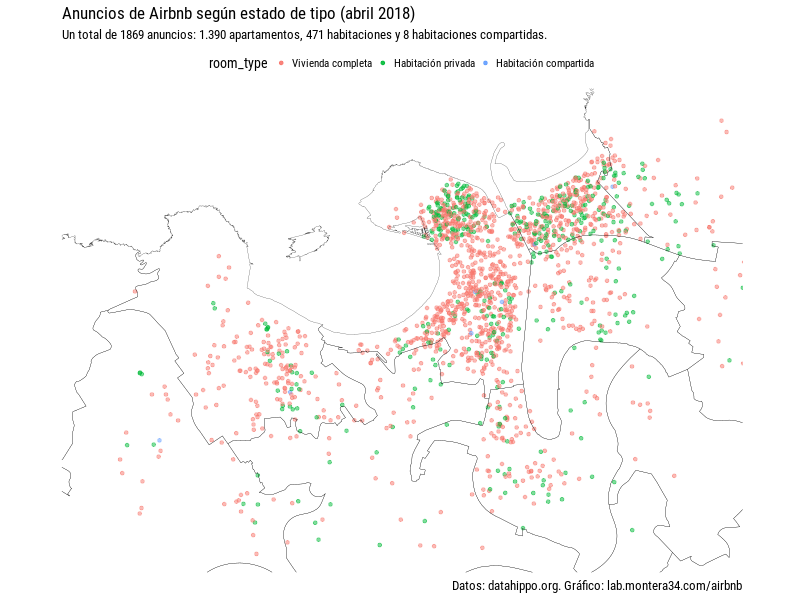 Anuncios de Airbnb según estado de tipo (abril 2018)
Un total de 1869 anuncios: 1.390 apartamentos, 471 habitaciones y 8 habitaciones compartidas.
room_type Vivienda completa Habitación privada Habitación compartida
Datos: datahippo.org. Gráfico: lab.montera34.com/airbnb